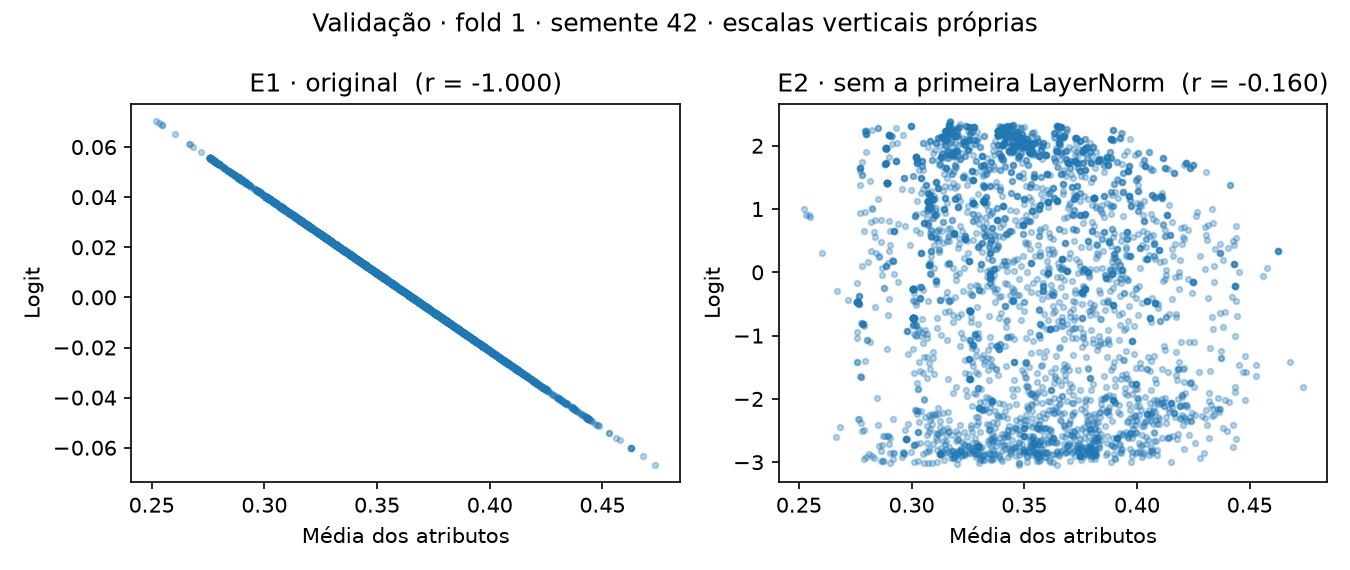 Validação · fold 1 · semente 42 · escalas verticais próprias
E1 · original (r = -1.000)
0.06
0.04
0.02
0.00
−0.02
−0.04
−0.06
Logit
0.25 0.30 0.35 0.40 0.45
Média dos atributos
E2 · sem a primeira LayerNorm (r = -0.160)
2
1
0
−1
−2
−3
Logit
0.25 0.30 0.35 0.40 0.45
Média dos atributos